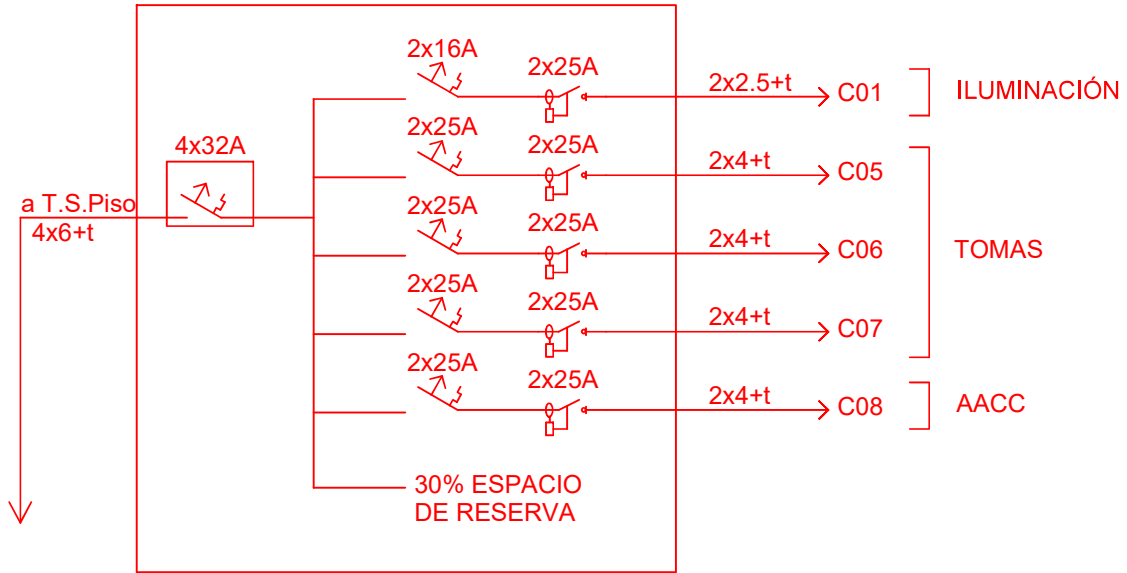 2x16A
2x25A
2x2.5+t
C01
ILUMINACIÓN
2x25A
2x25A
2x4+t
C05
4x32A
a T.S.Piso
4x6+t
2x25A
2x25A
2x4+t
C06
TOMAS
2x25A
2x25A
2x4+t
C07
2x25A
2x25A
2x4+t
C08
AACC
30% ESPACIO
DE RESERVA